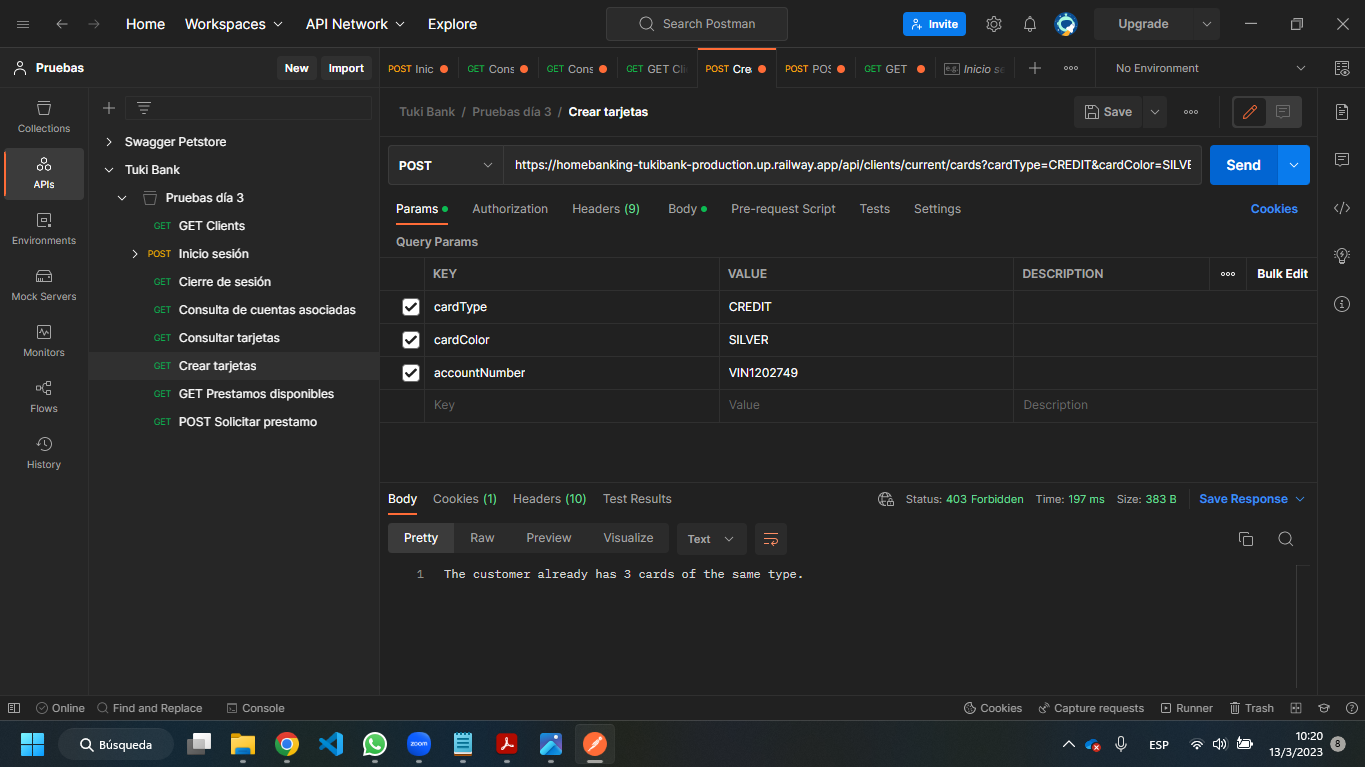 Home Workspaces API Network Explore Search Postman Invite Upgrade
Pruebas New Import POST Inic GET Cons GET Cons GET GET Cli POST Cre POST POS GET GET e.g. Inicio se No Environment
Collections
APIs
Environments
Mock Servers
Monitors
Flows
History
Swagger Petstore
Tuki Bank
Pruebas día 3
GET GET Clients
POST Inicio sesión
GET Cierre de sesión
GET Consulta de cuentas asociadas
GET Consultar tarjetas
GET Crear tarjetas
GET GET Prestamos disponibles
GET POST Solicitar prestamo
Tuki Bank / Pruebas día 3 / Crear tarjetas Save
POST https://homebanking-tukibank-production.up.railway.app/api/clients/current/cards?cardType=CREDIT&cardColor=SILVE Send
Params Authorization Headers (9) Body Pre-request Script Tests Settings Cookies
Query Params
KEY VALUE DESCRIPTION Bulk Edit
cardType CREDIT
cardColor SILVER
accountNumber VIN1202749
Key Value Description
Body Cookies (1) Headers (10) Test Results Status: 403 Forbidden Time: 197 ms Size: 383 B Save Response
Pretty Raw Preview Visualize Text
1 The customer already has 3 cards of the same type.
Online Find and Replace Console Cookies Capture requests Runner Trash
Búsqueda zoom ESP 10:20
13/3/2023 8